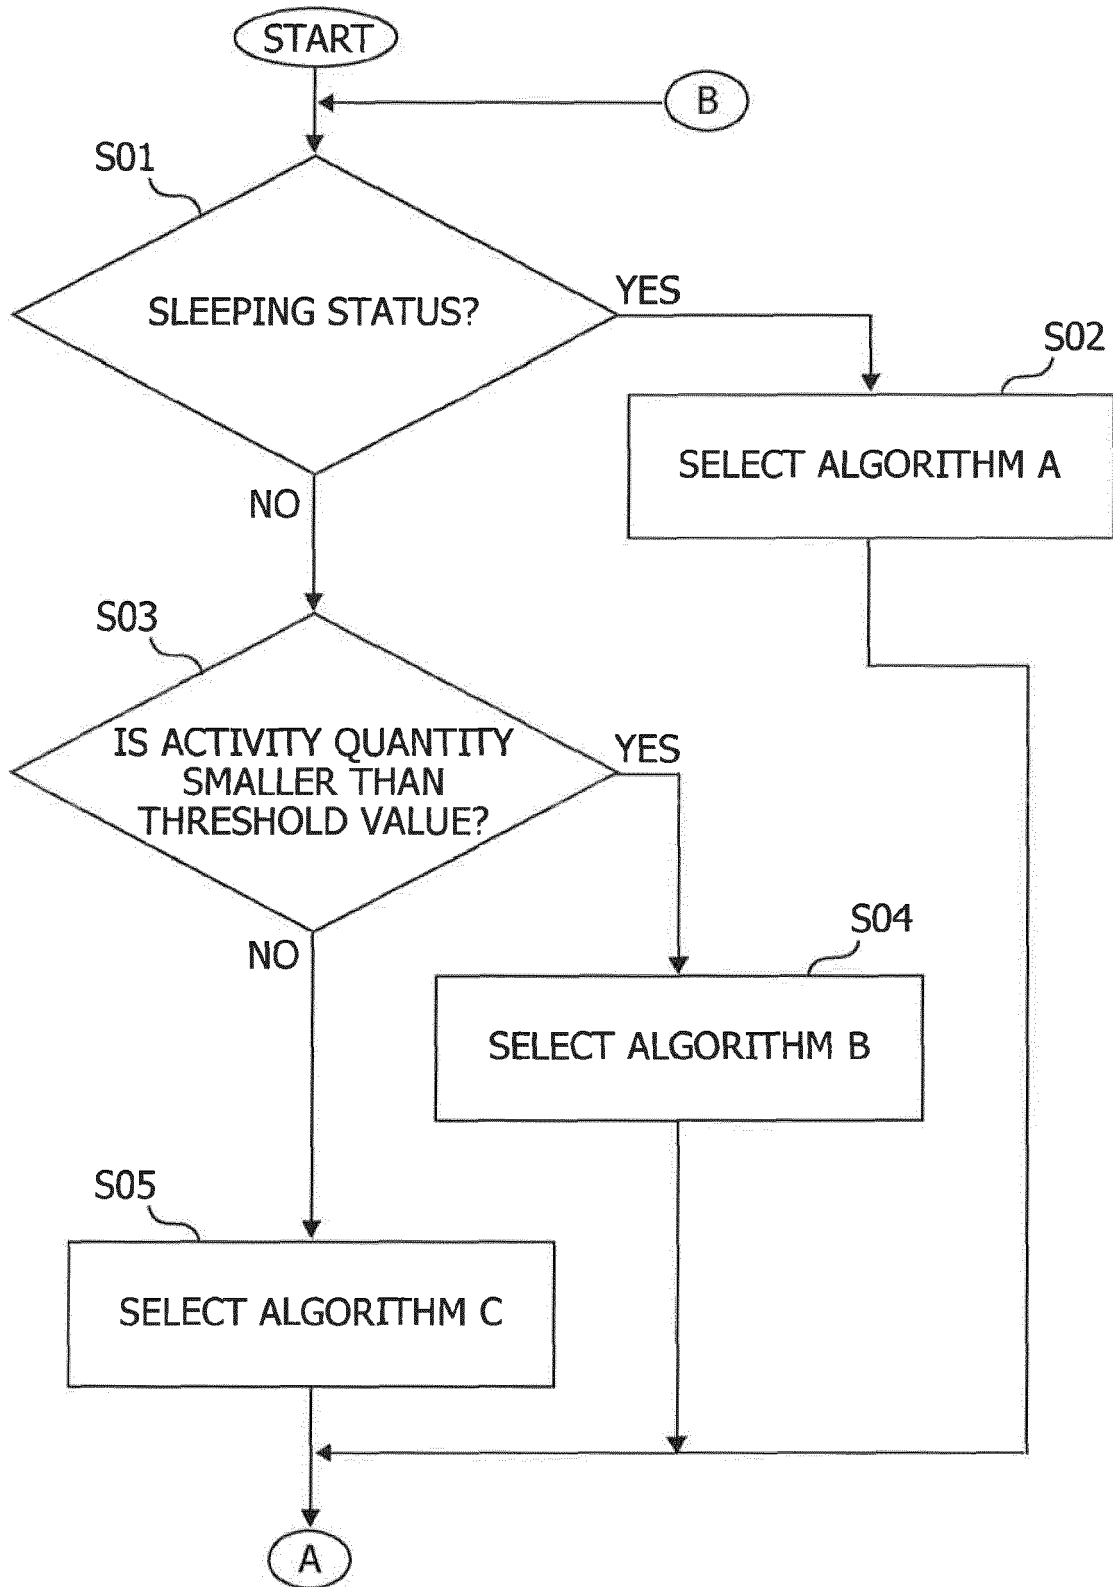 START
B
S01
SLEEPING STATUS?
YES
S02
SELECT ALGORITHM A
NO
S03
IS ACTIVITY QUANTITY
SMALLER THAN
THRESHOLD VALUE?
YES
NO
S04
SELECT ALGORITHM B
S05
SELECT ALGORITHM C
A